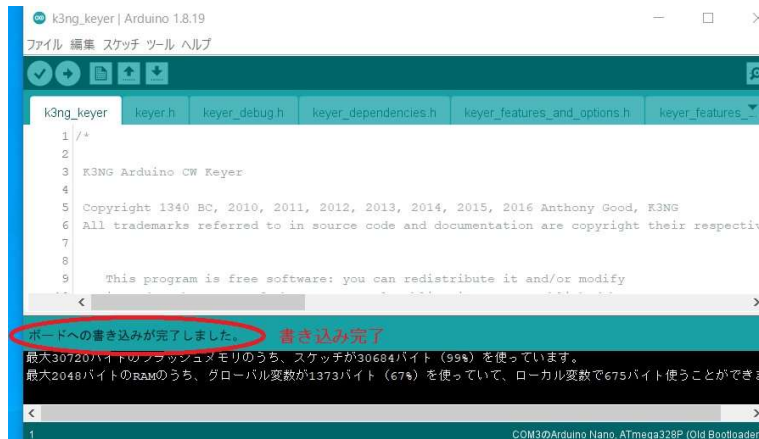 k3ng_keyer | Arduino 1.8.19
ファイル 編集 スケッチ ツール ヘルプ
k3ng_keyer keyer.h keyer_debug.h keyer_dependencies.h keyer_features_and_options.h keyer_features_
1 /*
2
3 K3NG Arduino CW Keyer
4
5 Copyright 1340 BC, 2010, 2011, 2012, 2013, 2014, 2015, 2016 Anthony Good, K3NG
6 All trademarks referred to in source code and documentation are copyright their respectiv
7
8
9 This program is free software: you can redistribute it and/or modify
ボードへの書き込みが完了しました。 書き込み完了
最大30720バイトのフラッシュメモリのうち、スケッチが30684バイト（99%）を使っています。
最大2048バイトのRAMのうち、グローバル変数が1373バイト（67%）を使っていて、ローカル変数で675バイト使うことができま
1 COM3のArduino Nano, ATmega328P (Old Bootloader